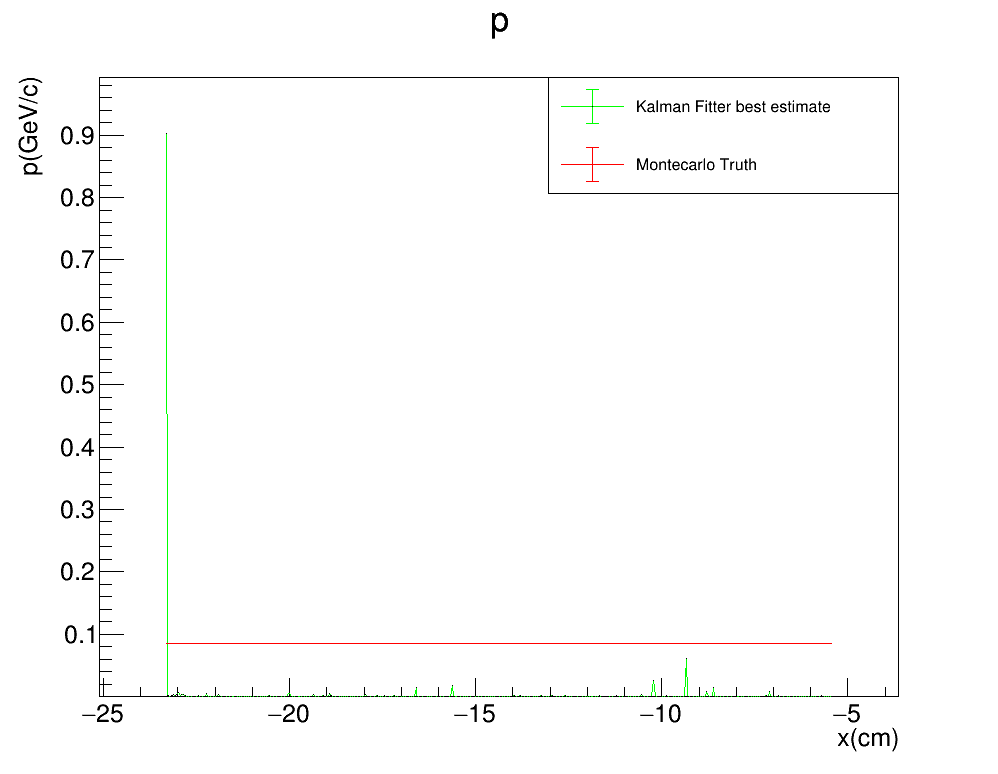 p
p(GeV/c)
Kalman Fitter best estimate
Montecarlo Truth
0.9
0.8
0.7
0.6
0.5
0.4
0.3
0.2
0.1
−25 −20 −15 −10 −5
x(cm)